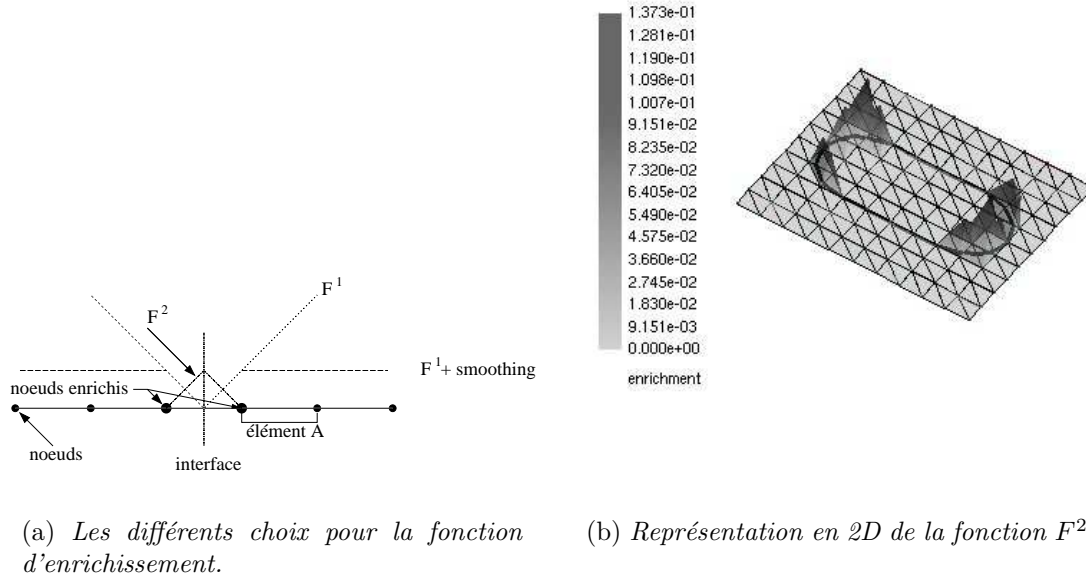 F 1
F 2
F 1 + smoothing
noeuds enrichis
élément A
noeuds
interface
(a) Les différents choix pour la fonction
d'enrichissement.
1.373e-01
1.281e-01
1.190e-01
1.098e-01
1.007e-01
9.151e-02
8.235e-02
7.320e-02
6.405e-02
5.490e-02
4.575e-02
3.660e-02
2.745e-02
1.830e-02
9.151e-03
0.000e+00
enrichment
(b) Représentation en 2D de la fonction F²